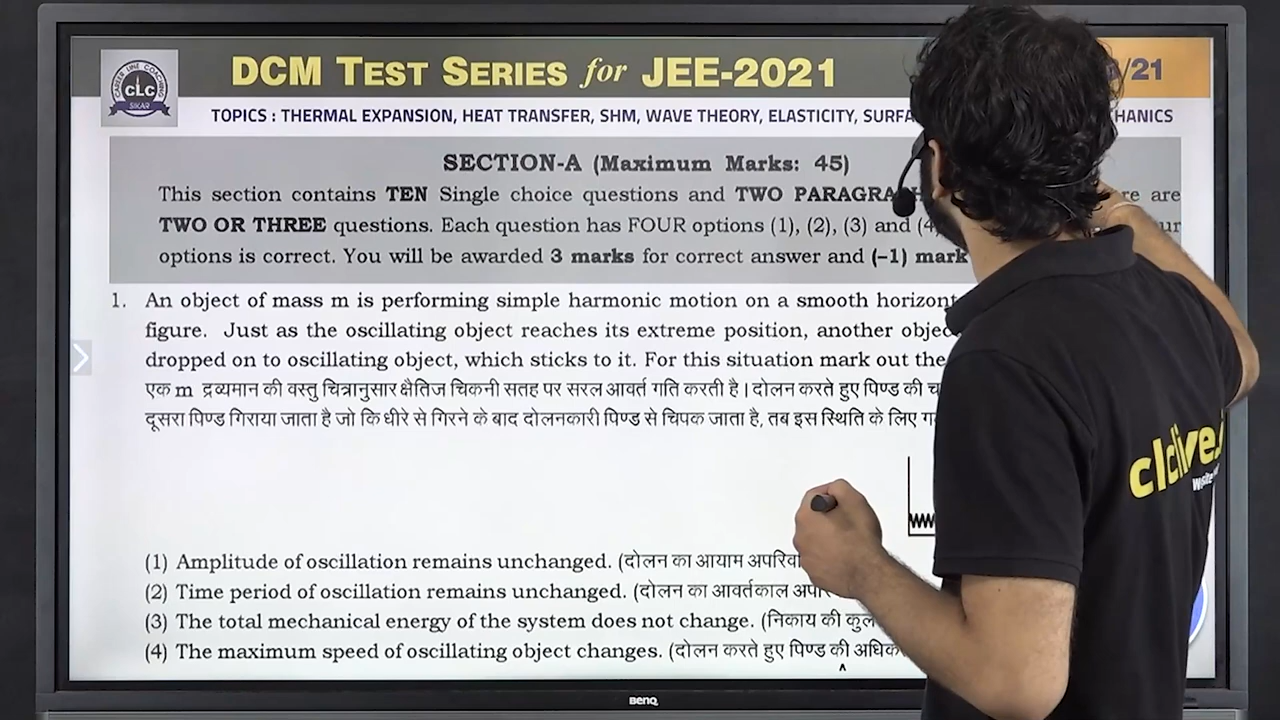 CAREER LINE COACHING
CLC
SIKAR
DCM TEST SERIES for JEE-2021
/21
TOPICS : THERMAL EXPANSION, HEAT TRANSFER, SHM, WAVE THEORY, ELASTICITY, SURFA HANICS
SECTION-A (Maximum Marks: 45)
This section contains TEN Single choice questions and TWO PARAGRAPH re are
TWO OR THREE questions. Each question has FOUR options (1), (2), (3) and (4 ur
options is correct. You will be awarded 3 marks for correct answer and (–1) mark
1. An object of mass m is performing simple harmonic motion on a smooth horizont
figure. Just as the oscillating object reaches its extreme position, another objec
dropped on to oscillating object, which sticks to it. For this situation mark out the
एक m द्रव्यमान की वस्तु चित्रानुसार क्षैतिज चिकनी सतह पर सरल आवर्त गति करती है। दोलन करते हुए पिण्ड की च
दूसरा पिण्ड गिराया जाता है जो कि धीरे से गिरने के बाद दोलनकारी पिण्ड से चिपक जाता है, तब इस स्थिति के लिए ग
(1) Amplitude of oscillation remains unchanged. (दोलन का आयाम अपरिव
(2) Time period of oscillation remains unchanged. (दोलन का आवर्तकाल अपरि
(3) The total mechanical energy of the system does not change. (निकाय की कुल
(4) The maximum speed of oscillating object changes. (दोलन करते हुए पिण्ड की अधिक
clclive.
BenQ